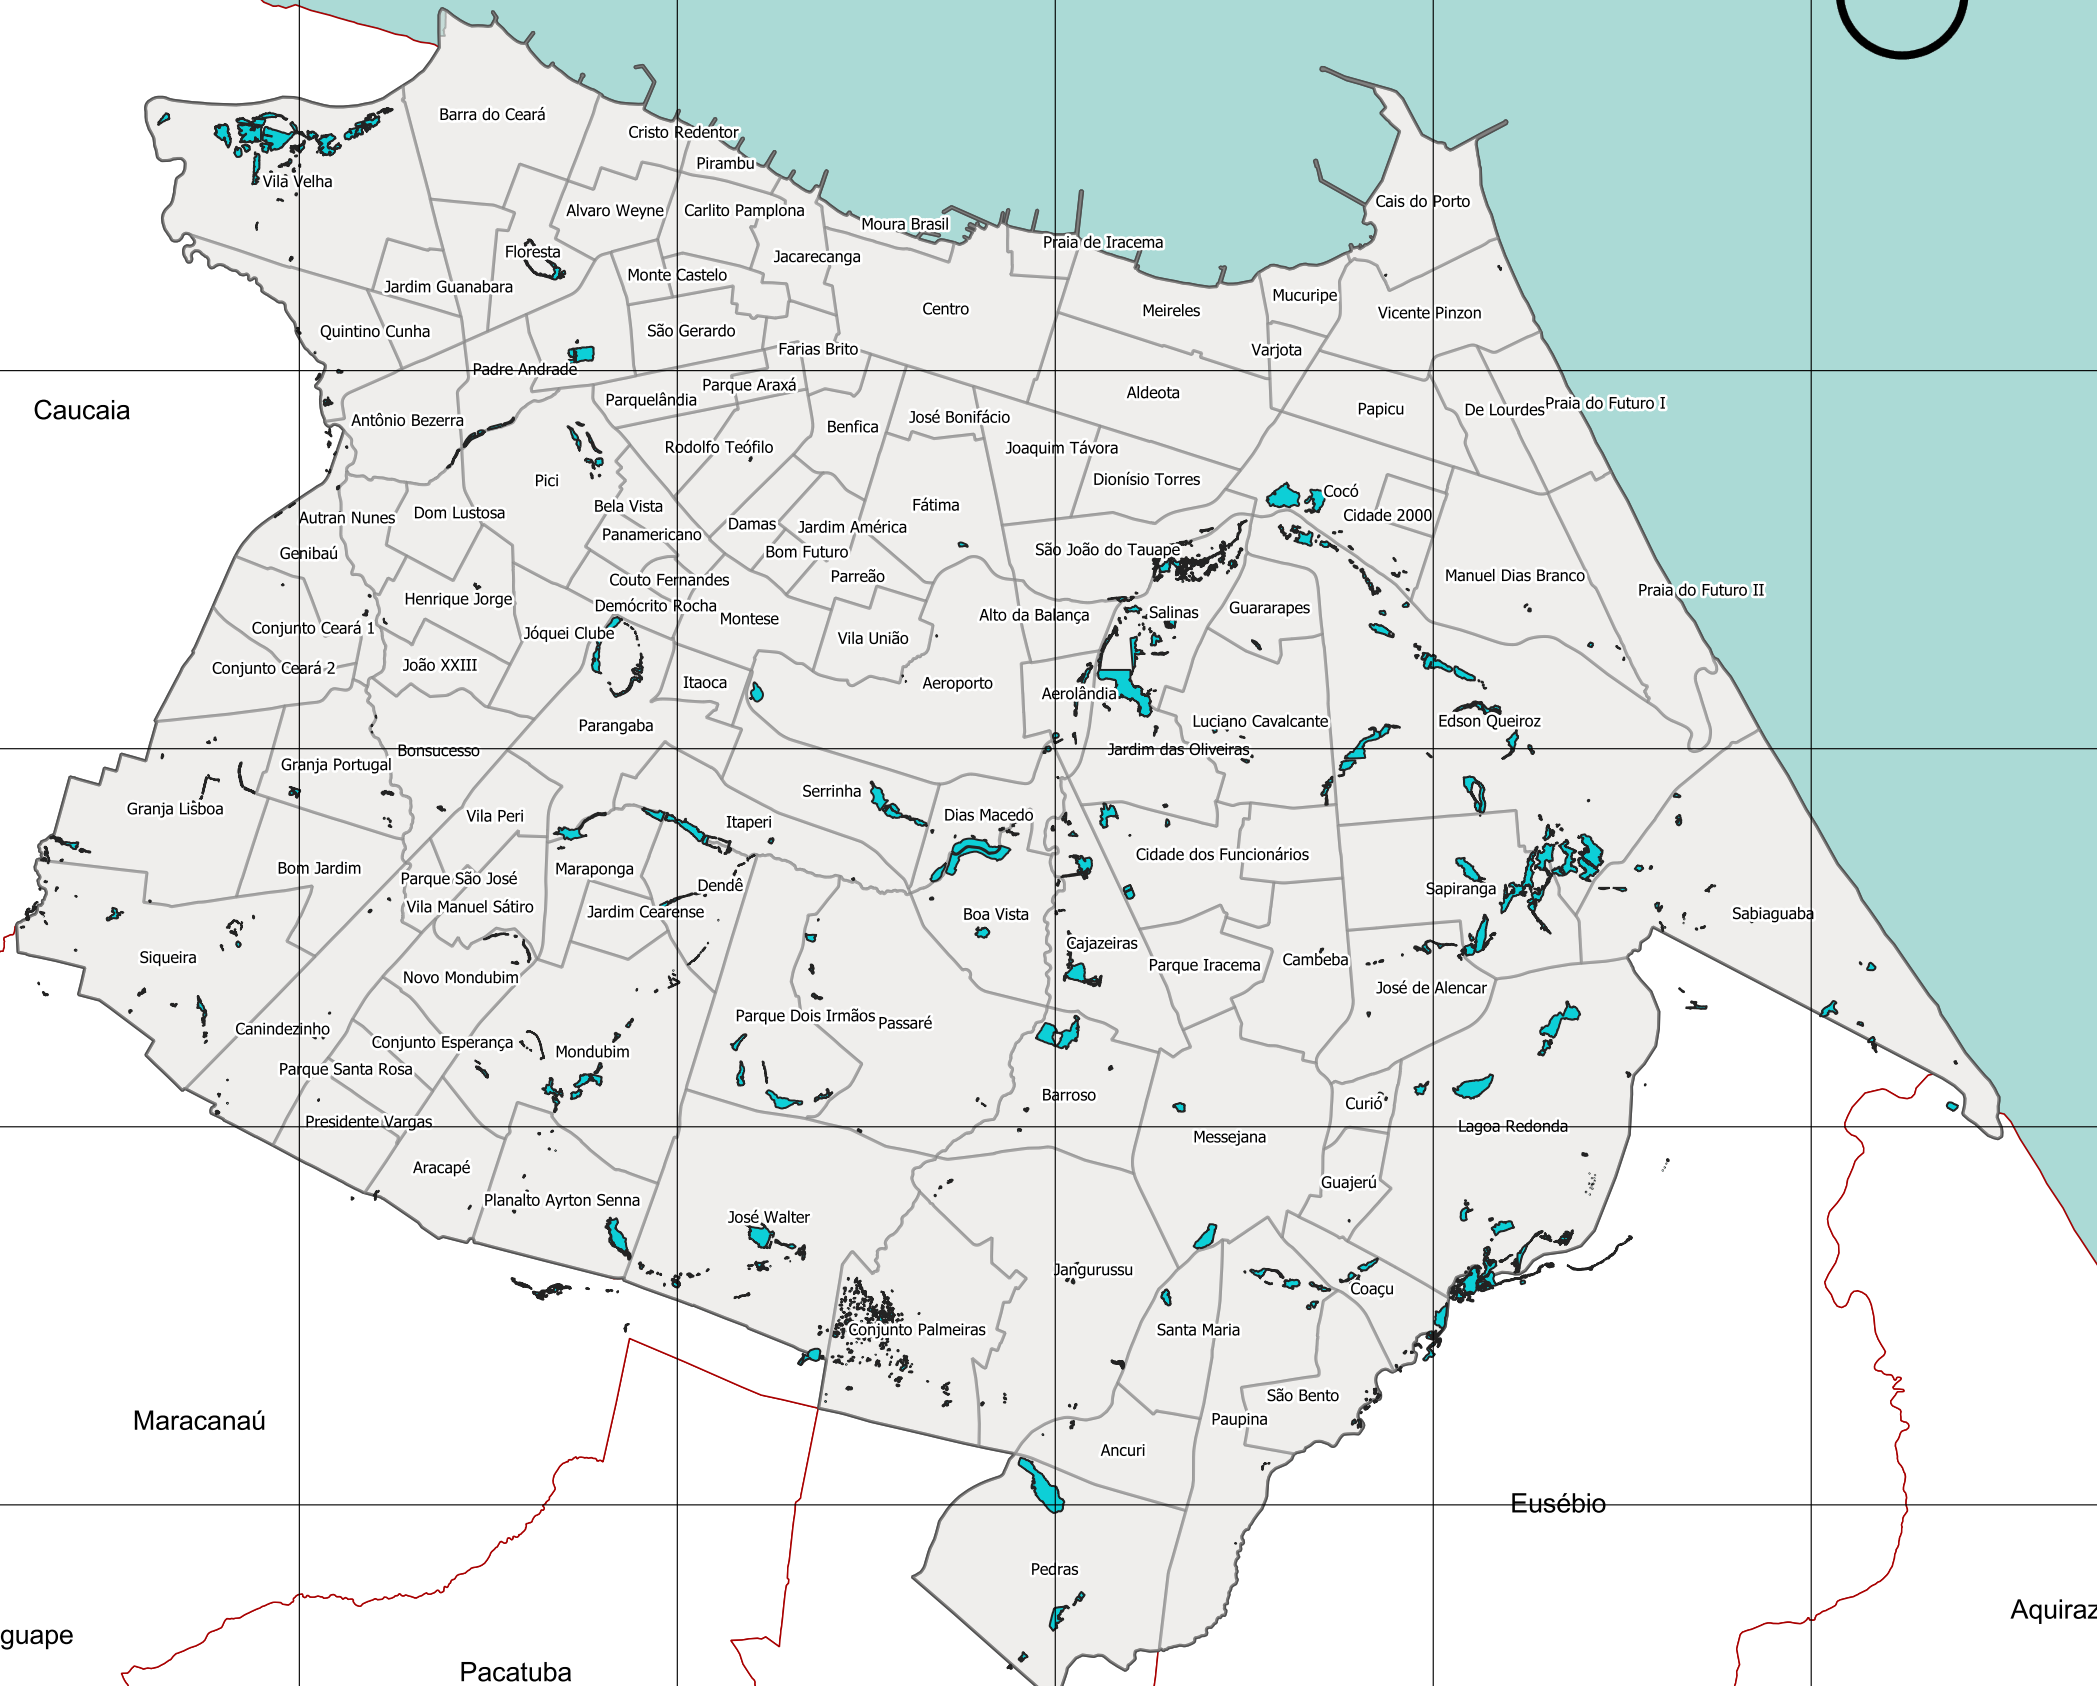 Barra do Ceará
Cristo Redentor
Pirambu
Vila Velha
Cais do Porto
Alvaro Weyne
Carlito Pamplona
Moura Brasil
Praia de Iracema
Floresta
Jacarecanga
Monte Castelo
Jardim Guanabara
Mucuripe
Centro
Meireles
Vicente Pinzon
Quintino Cunha
São Gerardo
Farias Brito
Varjota
Padre Andrade
Parque Araxá
Aldeota
Parquelândia
Praia do Futuro I
Caucaia
Papicu
De Lourdes
José Bonifácio
Antônio Bezerra
Benfica
Rodolfo Teófilo
Joaquim Távora
Pici
Dionísio Torres
Cocó
Bela Vista
Fátima
Dom Lustosa
Autran Nunes
Cidade 2000
Damas
Jardim América
Panamericano
Genibaú
Bom Futuro
São João do Tauape
Manuel Dias Branco
Couto Fernandes
Parreão
Praia do Futuro II
Henrique Jorge
Demócrito Rocha
Guararapes
Salinas
Alto da Balança
Montese
Conjunto Ceará 1
Jóquei Clube
Vila União
João XXIII
Conjunto Ceará 2
Itaoca
Aeroporto
Aerolândia
Parangaba
Luciano Cavalcante
Edson Queiroz
Bonsucesso
Jardim das Oliveiras
Granja Portugal
Serrinha
Granja Lisboa
Vila Peri
Dias Macedo
Itaperi
Cidade dos Funcionários
Bom Jardim
Maraponga
Parque São José
Dendê
Sapiranga
Vila Manuel Sátiro
Jardim Cearense
Boa Vista
Sabiaguaba
Cajazeiras
Siqueira
Cambeba
Parque Iracema
Novo Mondubim
José de Alencar
Parque Dois Irmãos
Passaré
Canindezinho
Conjunto Esperança
Mondubim
Parque Santa Rosa
Barroso
Curió
Presidente Vargas
Lagoa Redonda
Messejana
Aracapé
Guajerú
Planalto Ayrton Senna
José Walter
Jangurussu
Coaçu
Conjunto Palmeiras
Santa Maria
São Bento
Maracanaú
Paupina
Ancuri
Eusébio
Pedras
Aquiraz
guape
Pacatuba